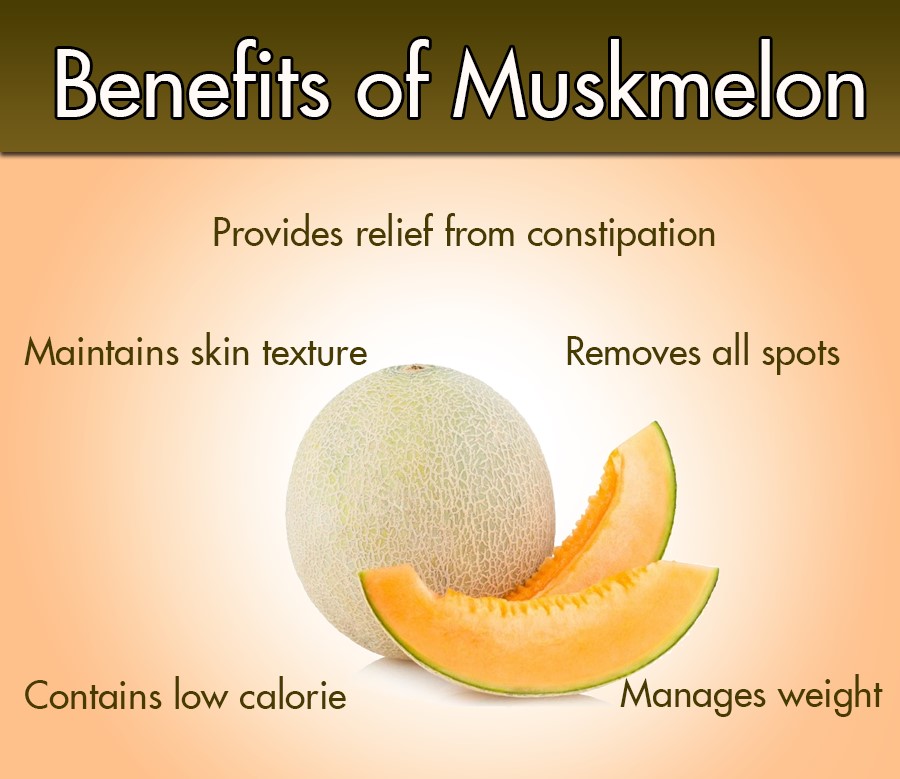 Benefits of Muskmelon
Provides relief from constipation
Maintains skin texture
Removes all spots
Contains low calorie
Manages weight